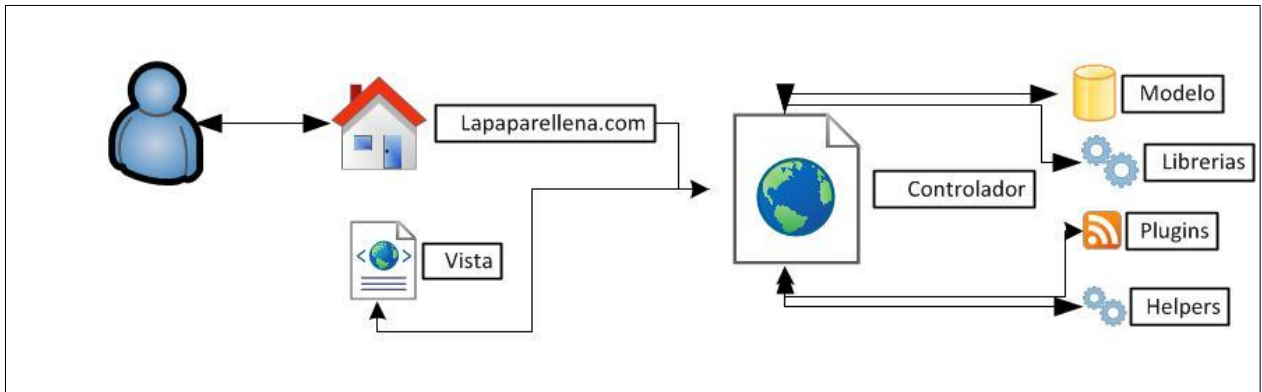 Lapaparellena.com
Vista
Controlador
Modelo
Librerias
Plugins
Helpers